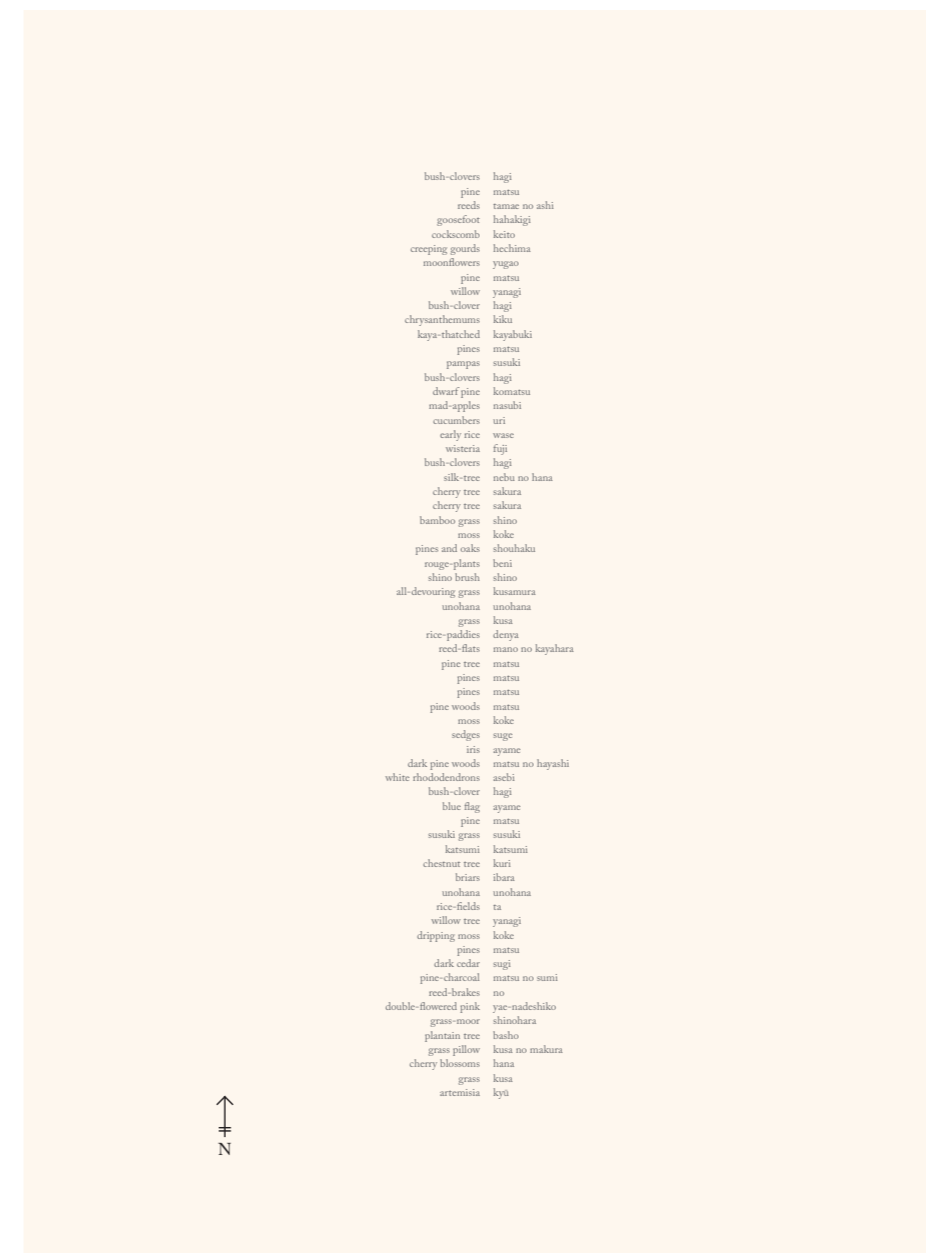 bush-clovers hagi
pine matsu
reeds tamae no ashi
goosefoot hahakigi
cockscomb keito
creeping gourds hechima
moonflowers yugao
pine matsu
willow yanagi
bush-clover hagi
chrysanthemums kiku
kaya-thatched kayabuki
pines matsu
pampas susuki
bush-clovers hagi
dwarf pine komatsu
mad-apples nasubi
cucumbers uri
early rice wase
wisteria fuji
bush-clovers hagi
silk-tree nebu no hana
cherry tree sakura
cherry tree sakura
bamboo grass shino
moss koke
pines and oaks shouhaku
rouge-plants beni
shino brush shino
all-devouring grass kusamura
unohana unohana
grass kusa
rice-paddies denya
reed-flats mano no kayahara
pine tree matsu
pines matsu
pines matsu
pine woods matsu
moss koke
sedges suge
iris ayame
dark pine woods matsu no hayashi
white rhododendrons asebi
bush-clover hagi
blue flag ayame
pine matsu
susuki grass susuki
katsumi katsumi
chestnut tree kuri
briars ibara
unohana unohana
rice-fields ta
willow tree yanagi
dripping moss koke
pines matsu
dark cedar sugi
pine-charcoal matsu no sumi
reed-brakes no
double-flowered pink yae-nadeshiko
grass-moor shinohara
plantain tree basho
grass pillow kusa no makura
cherry blossoms hana
grass kusa
artemisia kyū
N